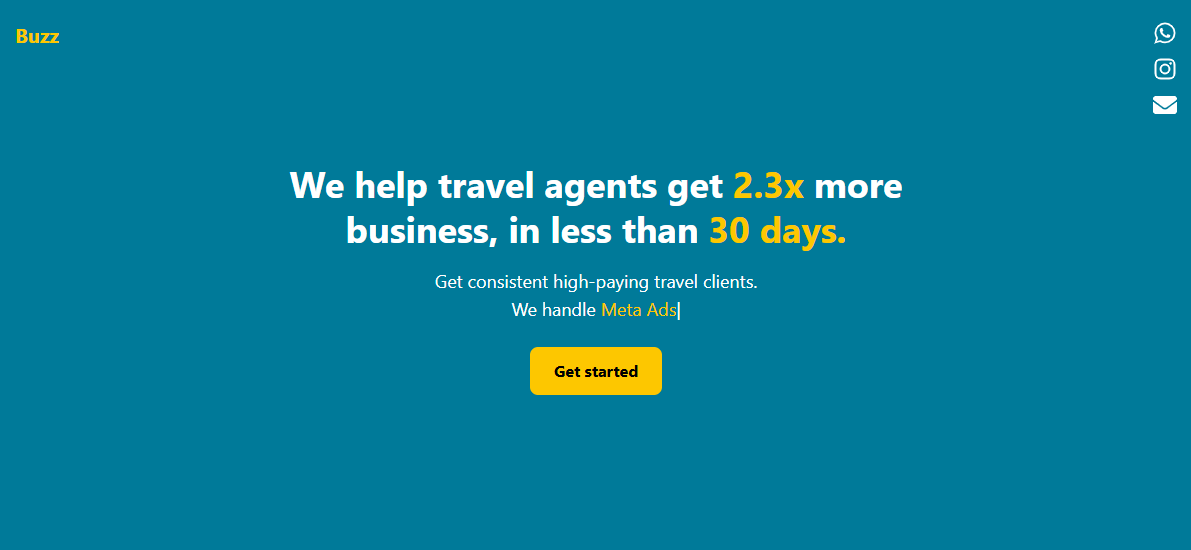 Buzz
We help travel agents get 2.3x more
business, in less than 30 days.
Get consistent high-paying travel clients.
We handle Meta Ads|
Get started